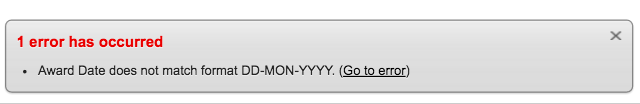 1 error has occurred
• Award Date does not match format DD-MON-YYYY. (Go to error)